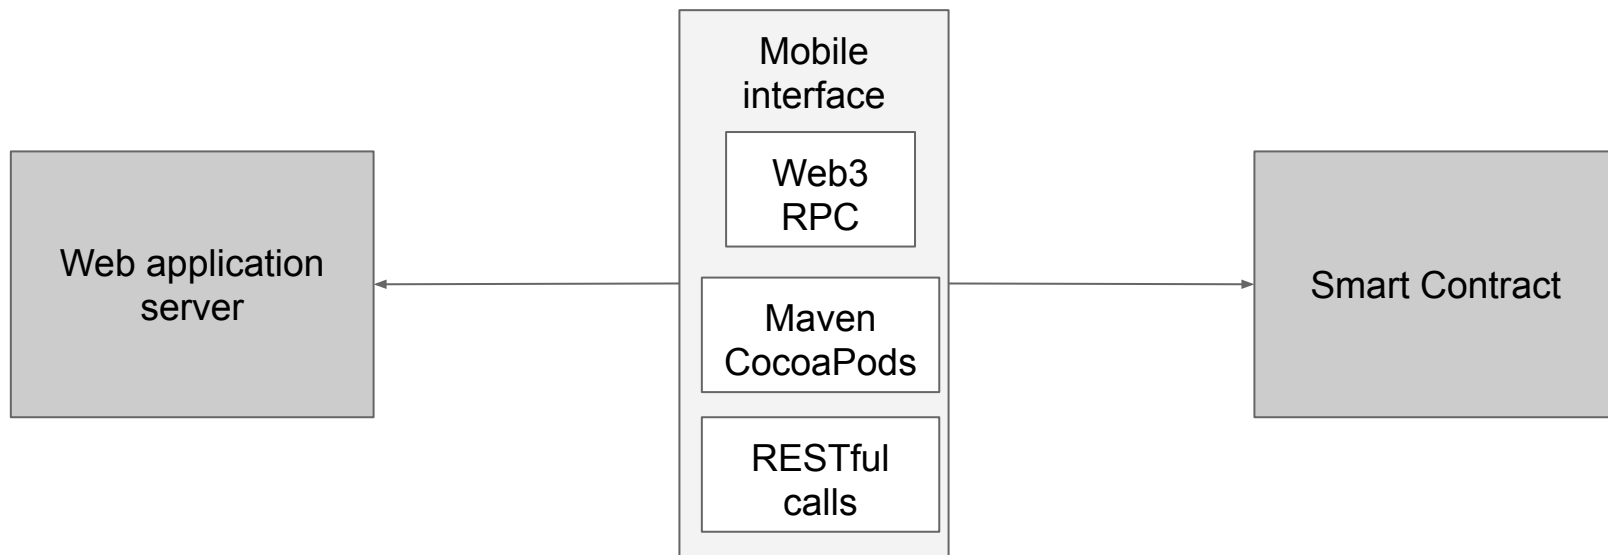 Mobile
interface
Web3
RPC
Web application
server
Maven
CocoaPods
Smart Contract
RESTful
calls